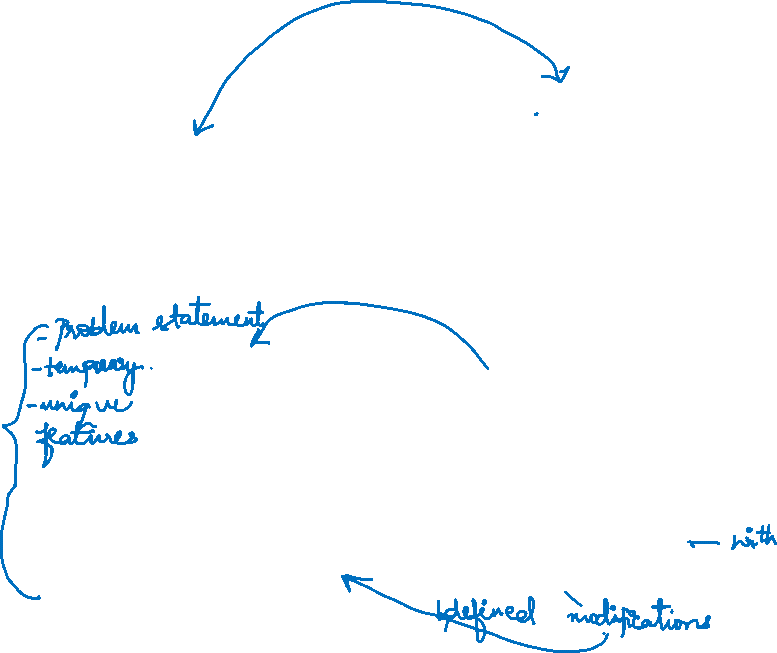 - Problem statement
- temporary.
- unique
features
— with
defined modifications